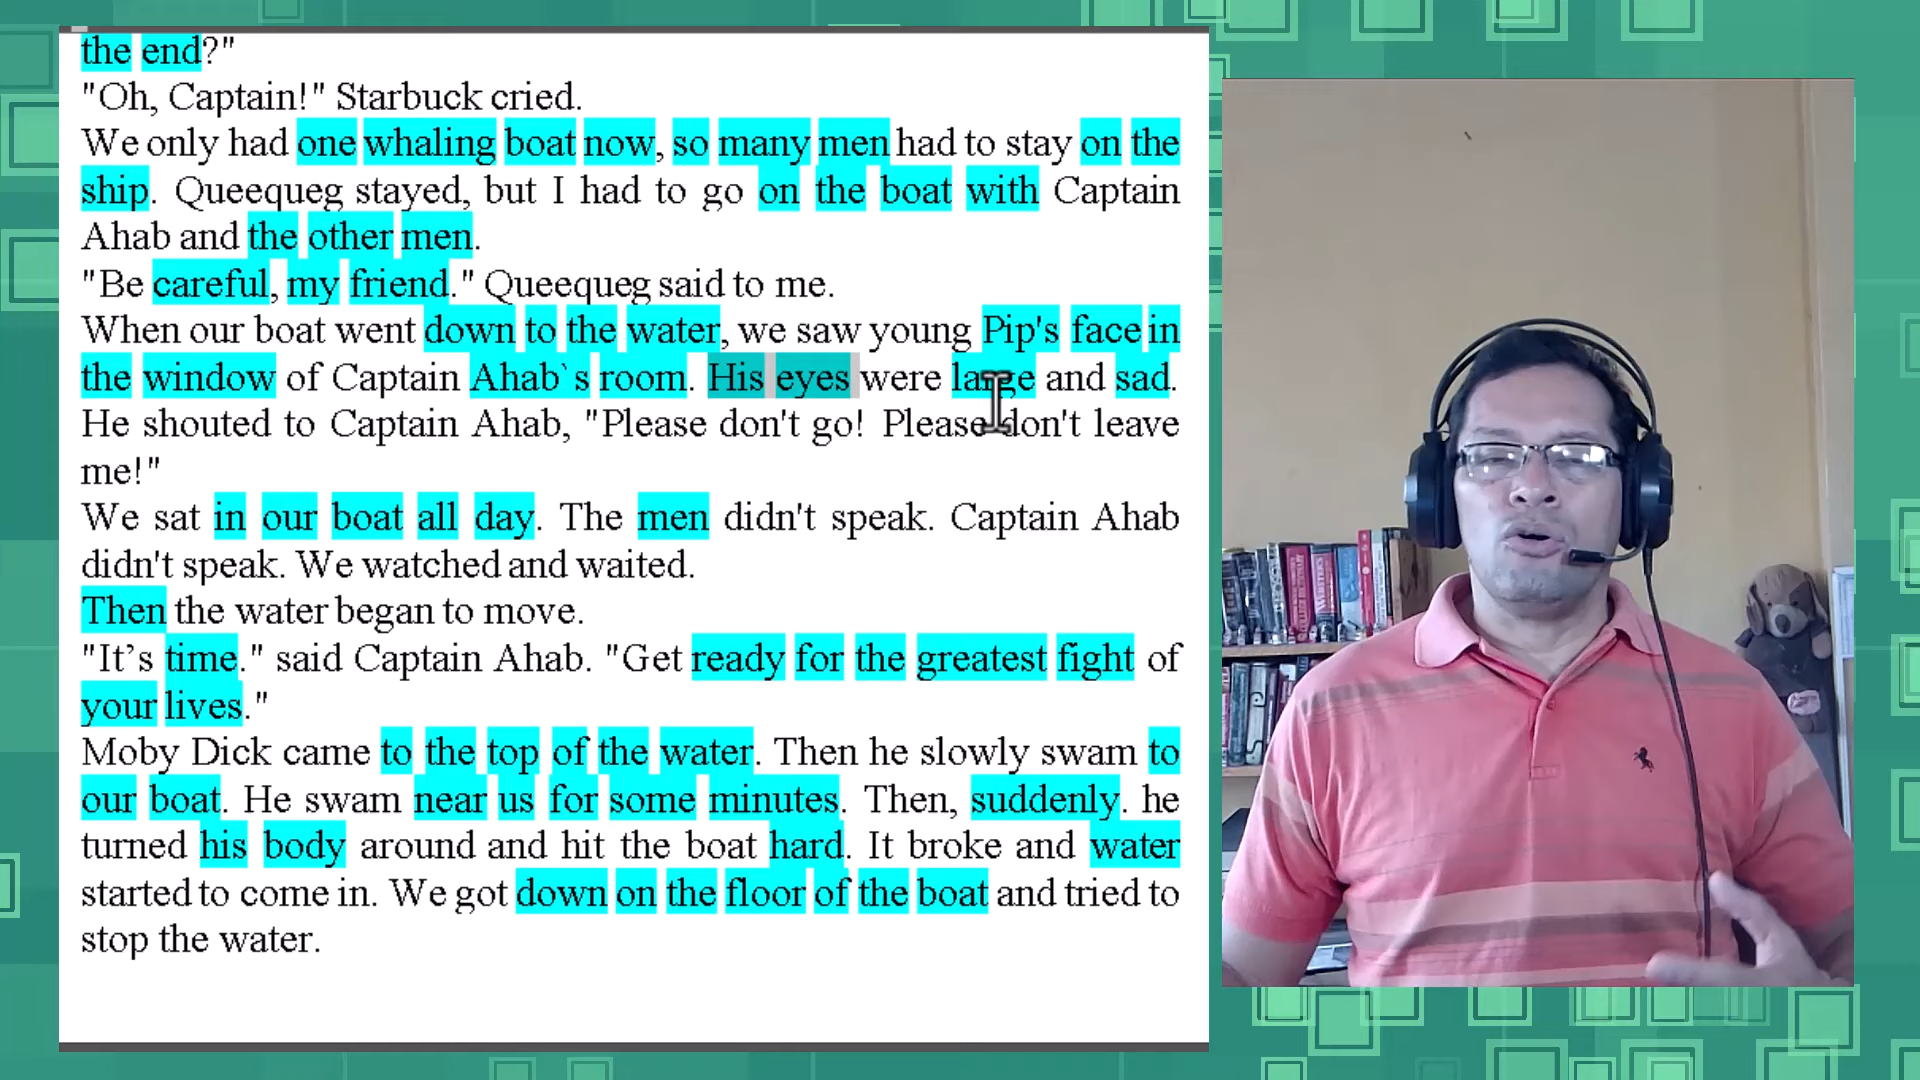 the end?"
"Oh, Captain!" Starbuck cried.
We only had one whaling boat now, so many men had to stay on the
ship. Queequeg stayed, but I had to go on the boat with Captain
Ahab and the other men.
"Be careful, my friend." Queequeg said to me.
When our boat went down to the water, we saw young Pip's face in
the window of Captain Ahab`s room. His eyes were large and sad.
He shouted to Captain Ahab, "Please don't go! Please don't leave
me!"
We sat in our boat all day. The men didn't speak. Captain Ahab
didn't speak. We watched and waited.
Then the water began to move.
"It’s time." said Captain Ahab. "Get ready for the greatest fight of
your lives."
Moby Dick came to the top of the water. Then he slowly swam to
our boat. He swam near us for some minutes. Then, suddenly. he
turned his body around and hit the boat hard. It broke and water
started to come in. We got down on the floor of the boat and tried to
stop the water.